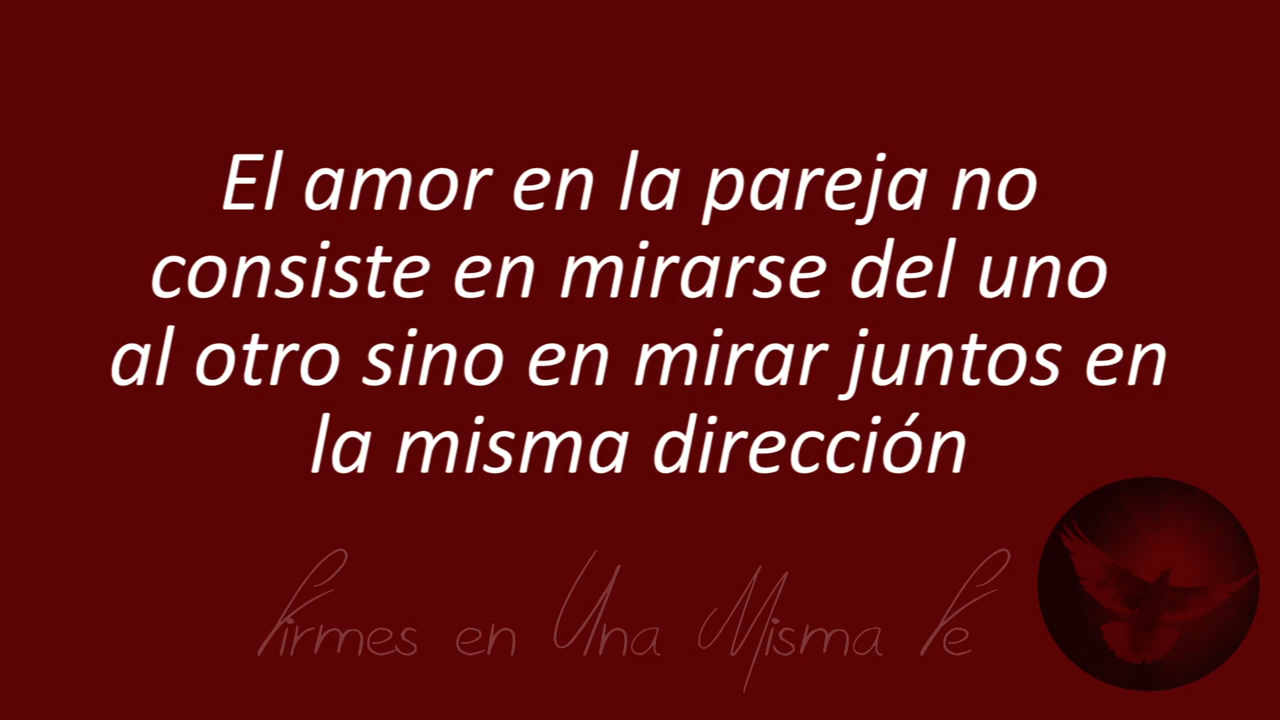 El amor en la pareja no
consiste en mirarse del uno
al otro sino en mirar juntos en
la misma dirección
Firmes en Una Misma Fe